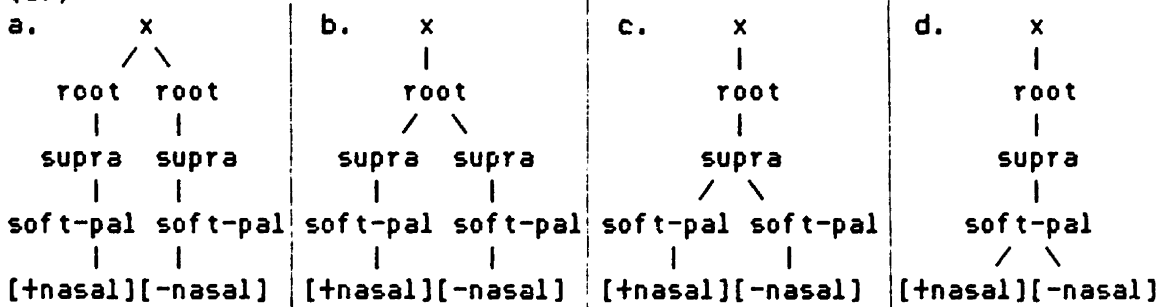 a. x b. x c. x d. x
root root root root root
supra supra supra supra supra supra
soft-pal soft-pal soft-pal soft-pal soft-pal soft-pal soft-pal
[+nasal][-nasal] [+nasal][-nasal] [+nasal][-nasal] [+nasal][-nasal]